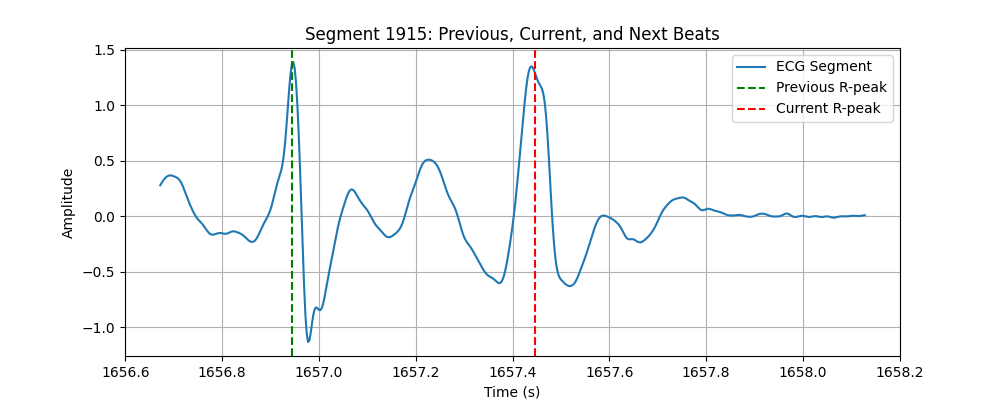 Segment 1915: Previous, Current, and Next Beats
ECG Segment
Previous R-peak
Current R-peak
Amplitude
1.5
1.0
0.5
0.0
−0.5
−1.0
1656.6 1656.8 1657.0 1657.2 1657.4 1657.6 1657.8 1658.0 1658.2
Time (s)